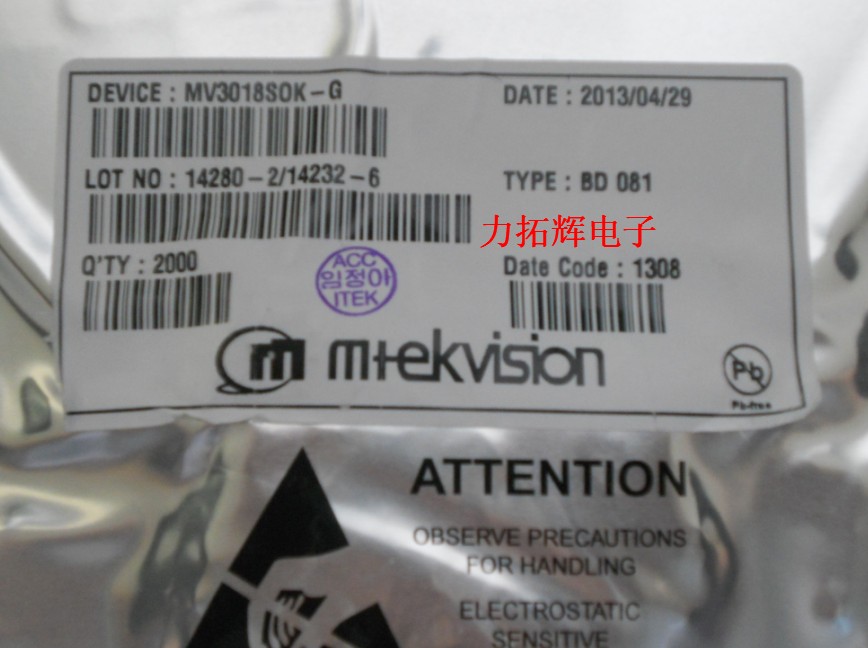 DEVICE : MV3018SOK-G
DATE : 2013/04/29
LOT NO : 14280-2/14232-6
TYPE : BD 081
力拓辉电子
Q'TY : 2000
Date Code : 1308
ACC
임정아
ITEK
m mtekvision
Pb
Pb-free
ATTENTION
OBSERVE PRECAUTIONS
FOR HANDLING
ELECTROSTATIC
SENSITIVE